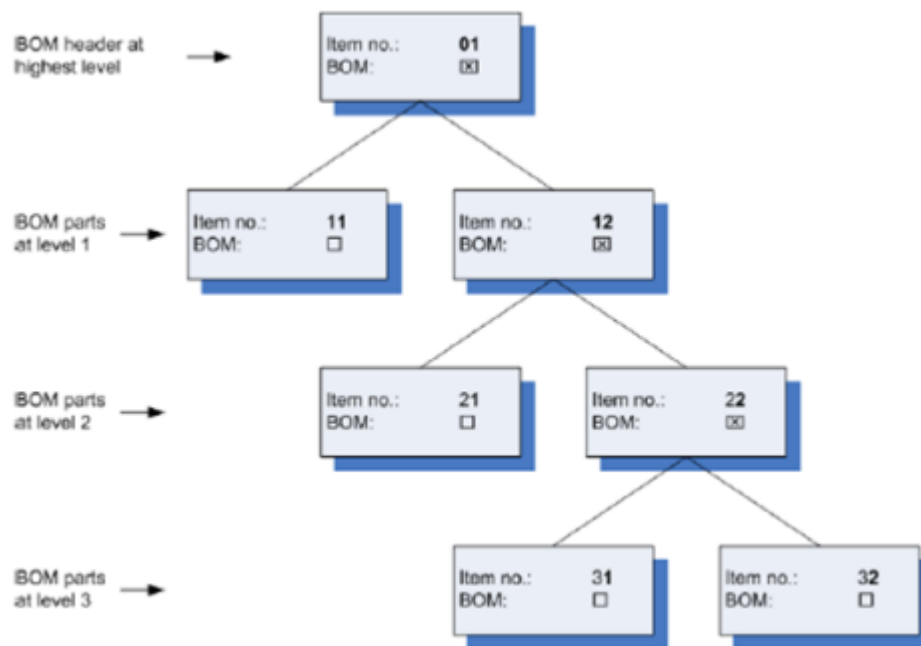 BOM header at
highest level
Item no.: 01
BOM: ☒
BOM parts
at level 1
Item no.: 11
BOM: ☐
Item no.: 12
BOM: ☒
BOM parts
at level 2
Item no.: 21
BOM: ☐
Item no.: 22
BOM: ☒
BOM parts
at level 3
Item no.: 31
BOM: ☐
Item no.: 32
BOM: ☐